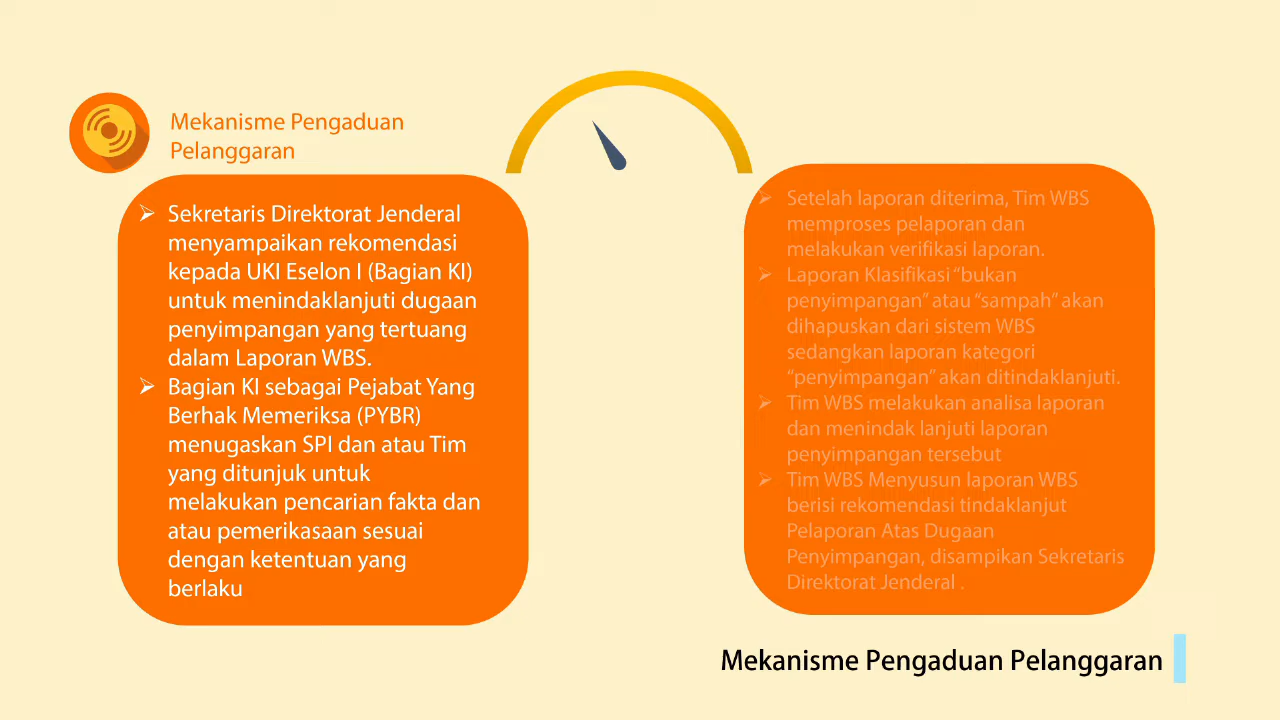 Mekanisme Pengaduan
Pelanggaran
➢ Sekretaris Direktorat Jenderal
menyampaikan rekomendasi
kepada UKI Eselon I (Bagian KI)
untuk menindaklanjuti dugaan
penyimpangan yang tertuang
dalam Laporan WBS.
➢ Bagian KI sebagai Pejabat Yang
Berhak Memeriksa (PYBR)
menugaskan SPI dan atau Tim
yang ditunjuk untuk
melakukan pencarian fakta dan
atau pemerikasaan sesuai
dengan ketentuan yang
berlaku
➢ Setelah laporan diterima, Tim WBS
memproses pelaporan dan
melakukan verifikasi laporan.
➢ Laporan Klasifikasi “bukan
penyimpangan” atau “sampah” akan
dihapuskan dari sistem WBS
sedangkan laporan kategori
“penyimpangan” akan ditindaklanjuti.
➢ Tim WBS melakukan analisa laporan
dan menindak lanjuti laporan
penyimpangan tersebut
➢ Tim WBS Menyusun laporan WBS
berisi rekomendasi tindaklanjut
Pelaporan Atas Dugaan
Penyimpangan, disampikan Sekretaris
Direktorat Jenderal .
Mekanisme Pengaduan Pelanggaran